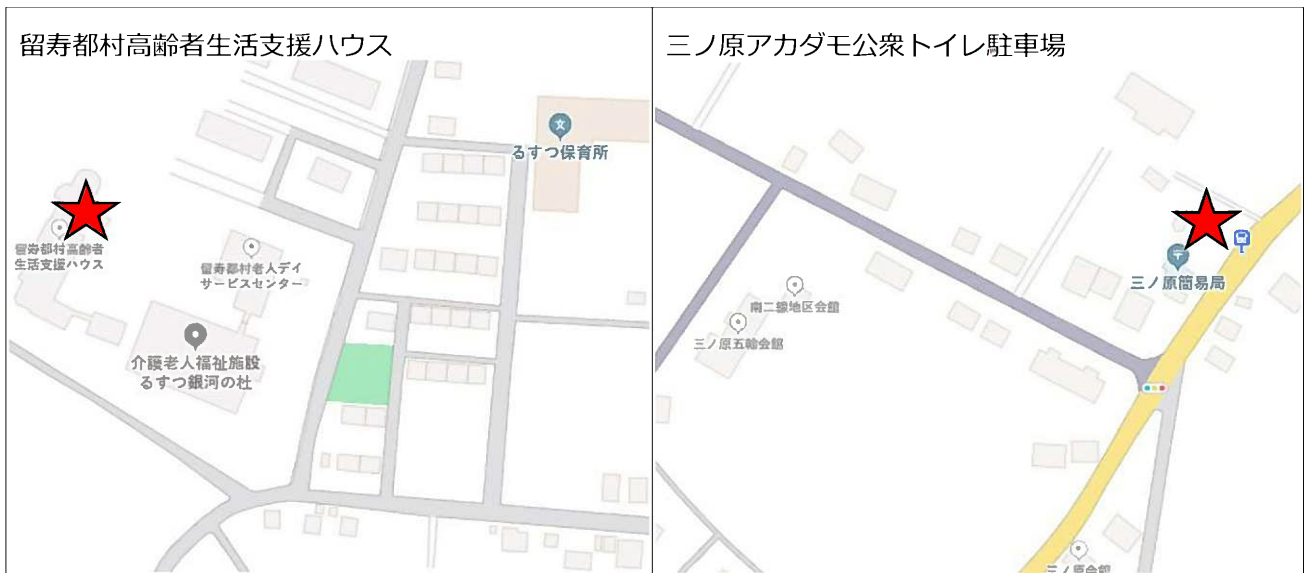 留寿都村高齢者生活支援ハウス
るすつ保育所
留寿都村高齢者
生活支援ハウス
留寿都村老人デイ
サービスセンター
介護老人福祉施設
るすつ銀河の杜
三ノ原アカダモ公衆トイレ駐車場
三ノ原簡易局
南二線地区会館
三ノ原五輪会館
三ノ原会館